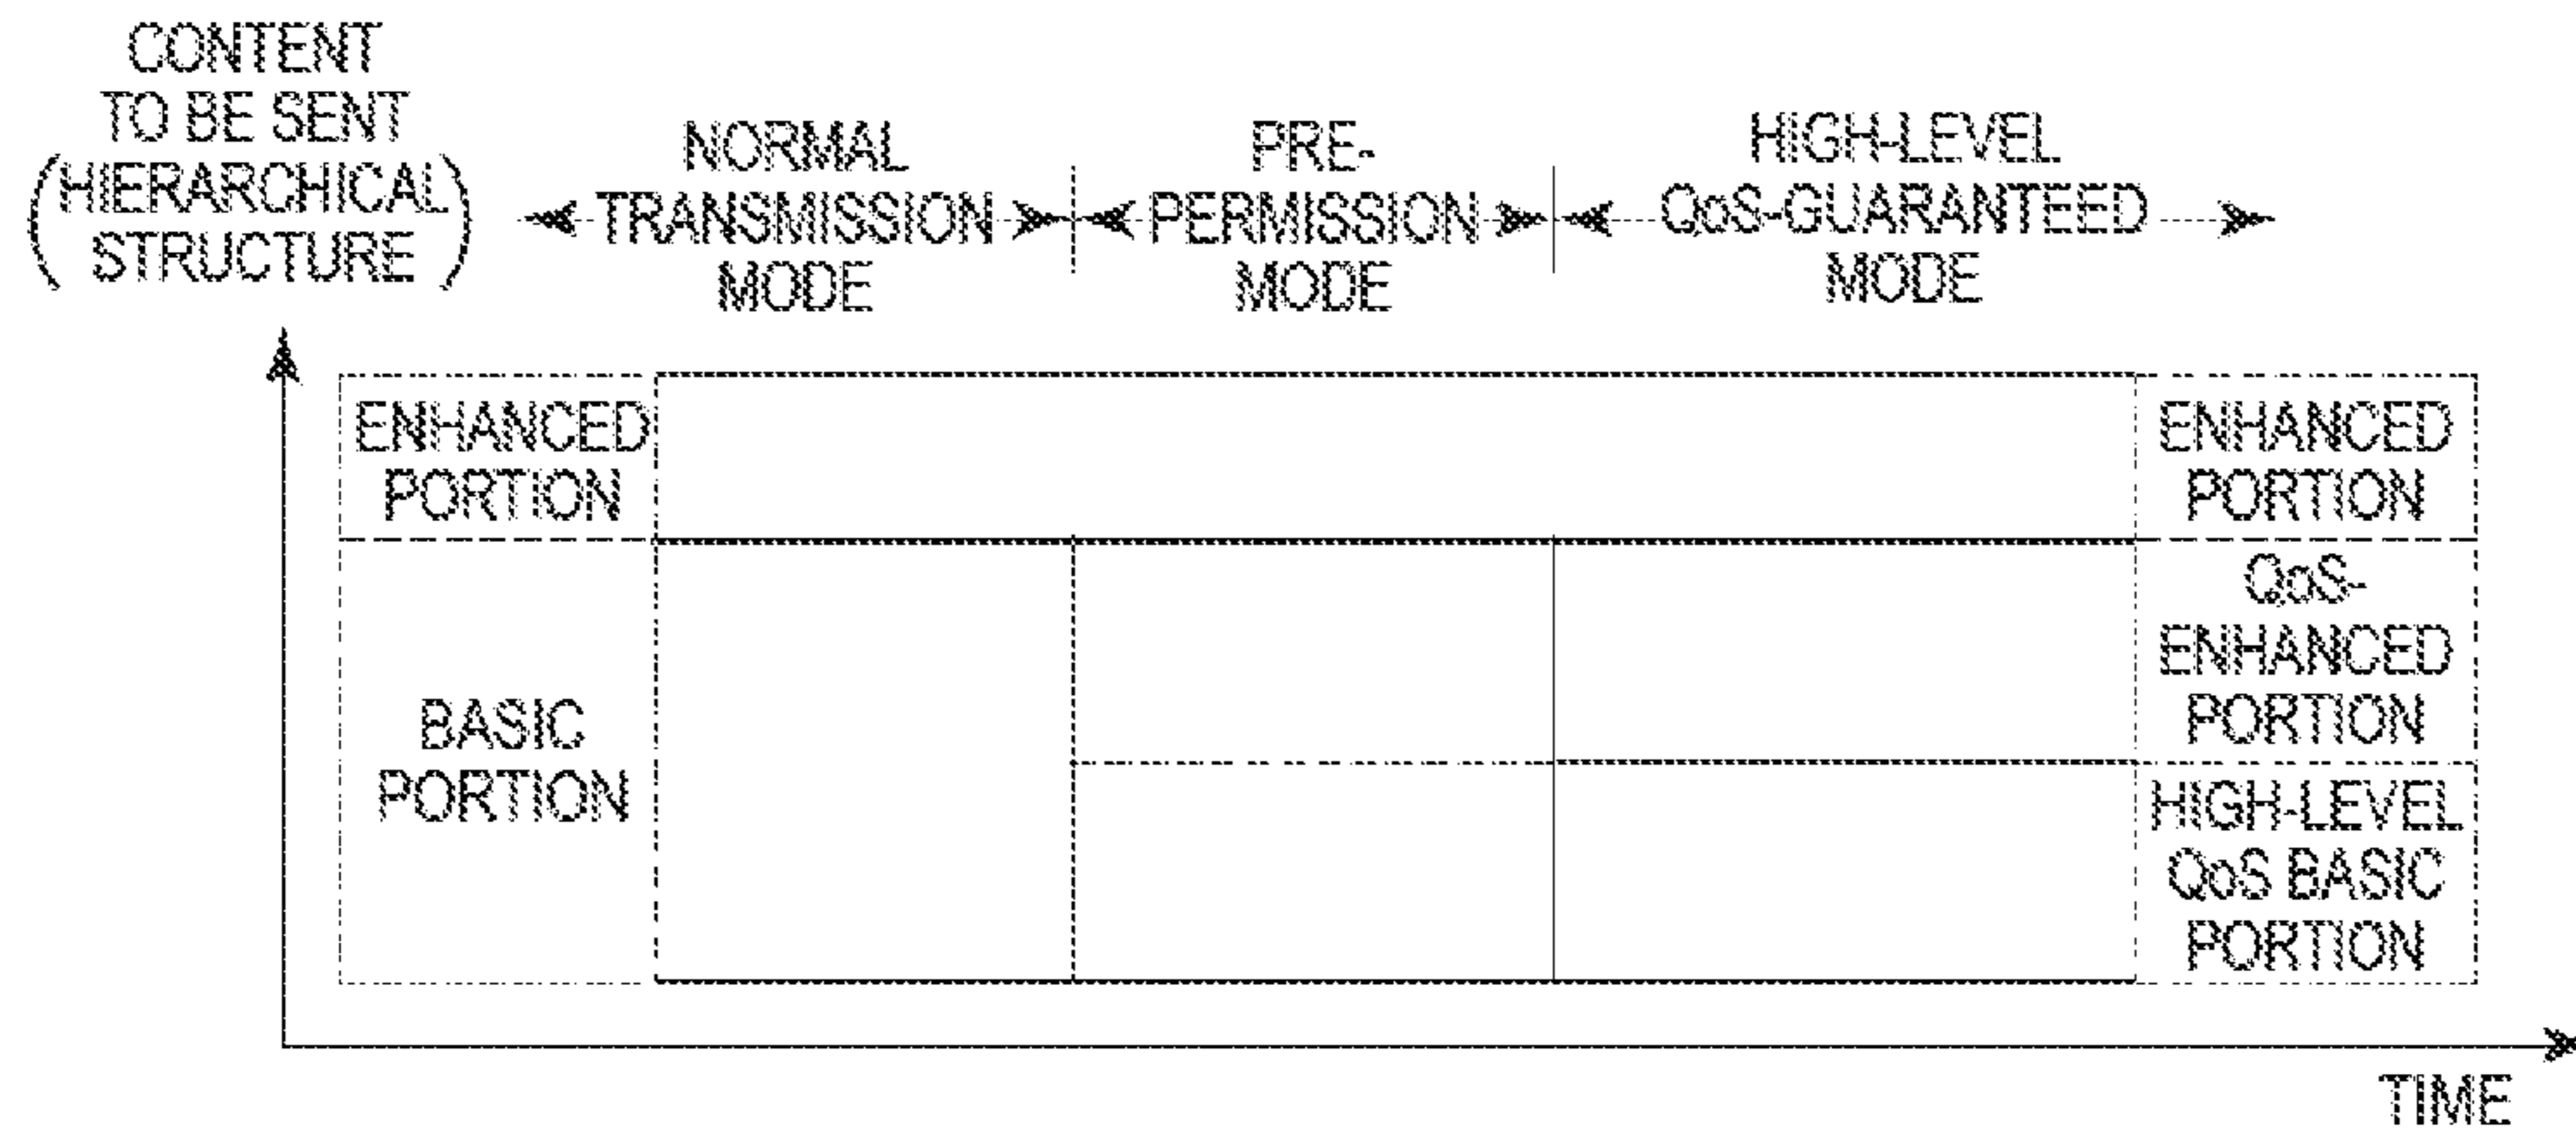 CONTENT
TO BE SENT
(HIERARCHICAL
STRUCTURE)
NORMAL
TRANSMISSION
MODE
PRE-
PERMISSION
MODE
HIGH-LEVEL
QoS-GUARANTEED
MODE
ENHANCED
PORTION
BASIC
PORTION
ENHANCED
PORTION
QoS-
ENHANCED
PORTION
HIGH-LEVEL
QoS BASIC
PORTION
TIME